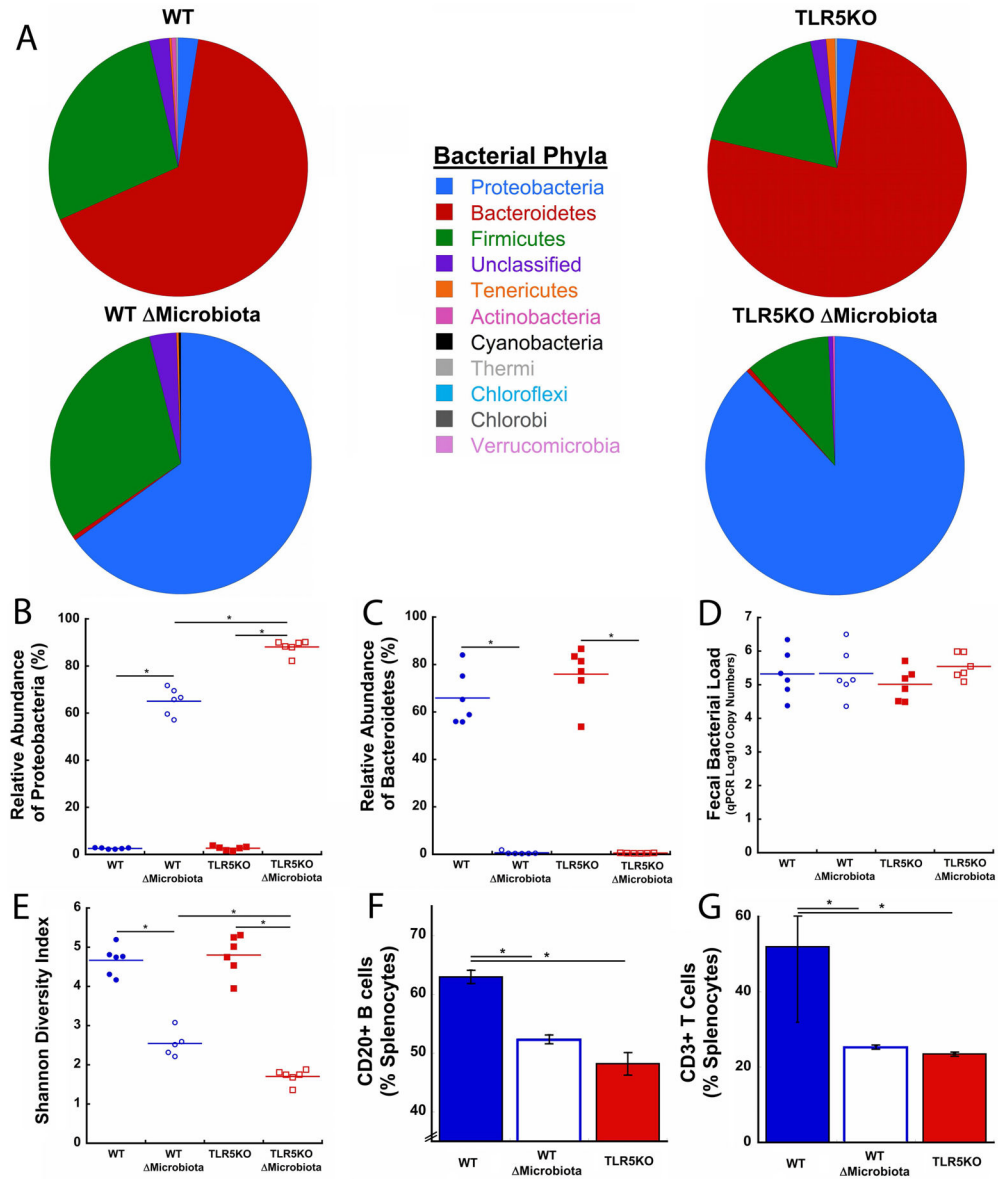 A
WT
TLR5KO
Bacterial Phyla
Proteobacteria
Bacteroidetes
Firmicutes
Unclassified
Tenericutes
Actinobacteria
Cyanobacteria
Thermi
Chloroflexi
Chlorobi
Verrucomicrobia
WT ΔMicrobiota
TLR5KO ΔMicrobiota
B
Relative Abundance
of Proteobacteria (%)
100
80
60
40
20
0
*
*
*
WT
WT
ΔMicrobiota
TLR5KO
TLR5KO
ΔMicrobiota
C
Relative Abundance
of Bacteroidetes (%)
100
80
60
40
20
0
*
*
WT
WT
ΔMicrobiota
TLR5KO
TLR5KO
ΔMicrobiota
D
Fecal Bacterial Load
(qPCR Log10 Copy Numbers)
7
6
5
4
3
2
1
0
WT
WT
ΔMicrobiota
TLR5KO
TLR5KO
ΔMicrobiota
E
Shannon Diversity Index
6
5
4
3
2
1
0
*
*
*
WT
WT
ΔMicrobiota
TLR5KO
TLR5KO
ΔMicrobiota
F
CD20+ B cells
(% Splenocytes)
70
60
50
40
*
*
WT
WT
ΔMicrobiota
TLR5KO
G
CD3+ T Cells
(% Splenocytes)
60
40
20
0
*
*
WT
WT
ΔMicrobiota
TLR5KO